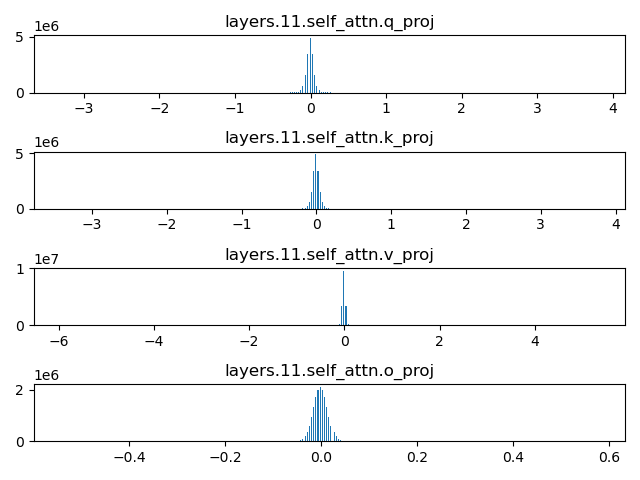 layers.11.self_attn.q_proj
1e6
5
0
−3 −2 −1 0 1 2 3 4
layers.11.self_attn.k_proj
1e6
5
0
−3 −2 −1 0 1 2 3 4
layers.11.self_attn.v_proj
1e7
1
0
−6 −4 −2 0 2 4
layers.11.self_attn.o_proj
1e6
2
0
−0.4 −0.2 0.0 0.2 0.4 0.6